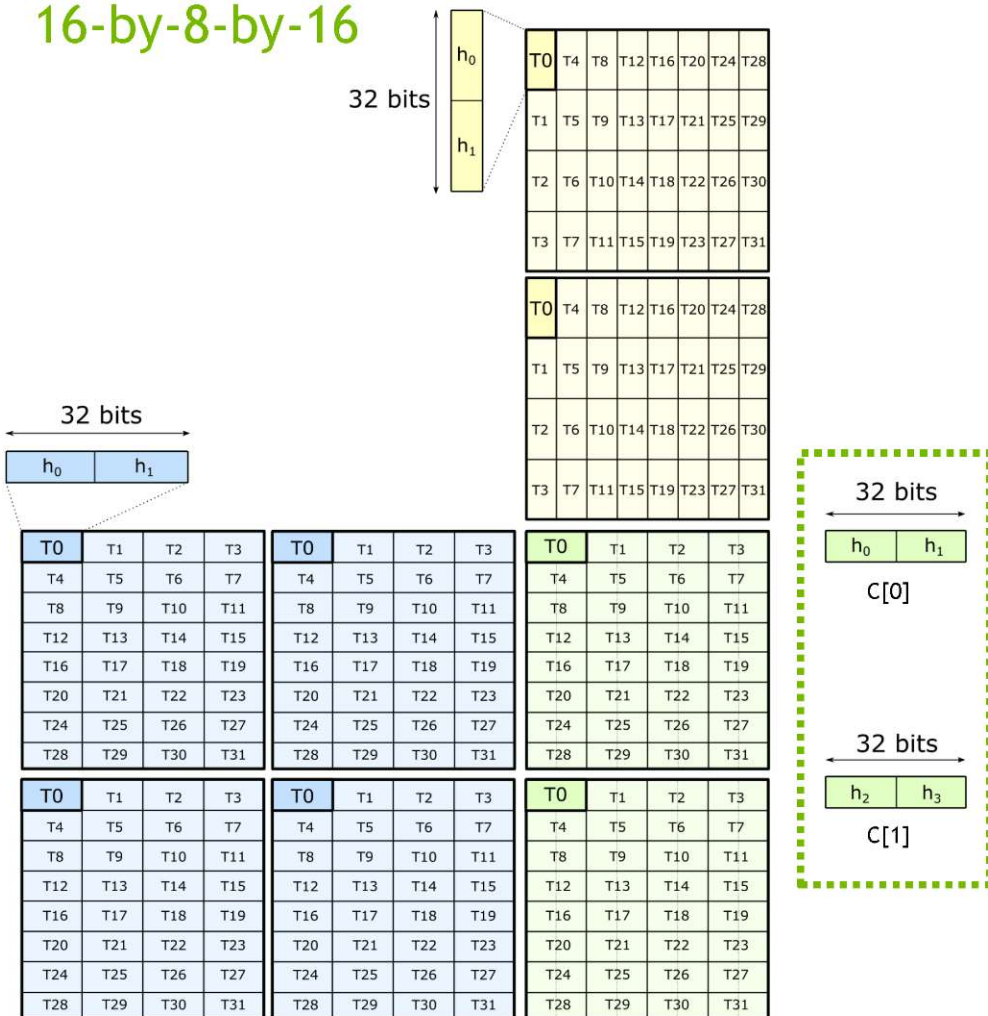 16-by-8-by-16
32 bits
h₀
h₁
T0 T4 T8 T12 T16 T20 T24 T28
T1 T5 T9 T13 T17 T21 T25 T29
T2 T6 T10 T14 T18 T22 T26 T30
T3 T7 T11 T15 T19 T23 T27 T31
T0 T4 T8 T12 T16 T20 T24 T28
T1 T5 T9 T13 T17 T21 T25 T29
T2 T6 T10 T14 T18 T22 T26 T30
T3 T7 T11 T15 T19 T23 T27 T31
32 bits
h₀ h₁
T0 T1 T2 T3 T0 T1 T2 T3 T0 T1 T2 T3
T4 T5 T6 T7 T4 T5 T6 T7 T4 T5 T6 T7
T8 T9 T10 T11 T8 T9 T10 T11 T8 T9 T10 T11
T12 T13 T14 T15 T12 T13 T14 T15 T12 T13 T14 T15
T16 T17 T18 T19 T16 T17 T18 T19 T16 T17 T18 T19
T20 T21 T22 T23 T20 T21 T22 T23 T20 T21 T22 T23
T24 T25 T26 T27 T24 T25 T26 T27 T24 T25 T26 T27
T28 T29 T30 T31 T28 T29 T30 T31 T28 T29 T30 T31
T0 T1 T2 T3 T0 T1 T2 T3 T0 T1 T2 T3
T4 T5 T6 T7 T4 T5 T6 T7 T4 T5 T6 T7
T8 T9 T10 T11 T8 T9 T10 T11 T8 T9 T10 T11
T12 T13 T14 T15 T12 T13 T14 T15 T12 T13 T14 T15
T16 T17 T18 T19 T16 T17 T18 T19 T16 T17 T18 T19
T20 T21 T22 T23 T20 T21 T22 T23 T20 T21 T22 T23
T24 T25 T26 T27 T24 T25 T26 T27 T24 T25 T26 T27
T28 T29 T30 T31 T28 T29 T30 T31 T28 T29 T30 T31
32 bits
h₀ h₁
C[0]
32 bits
h₂ h₃
C[1]